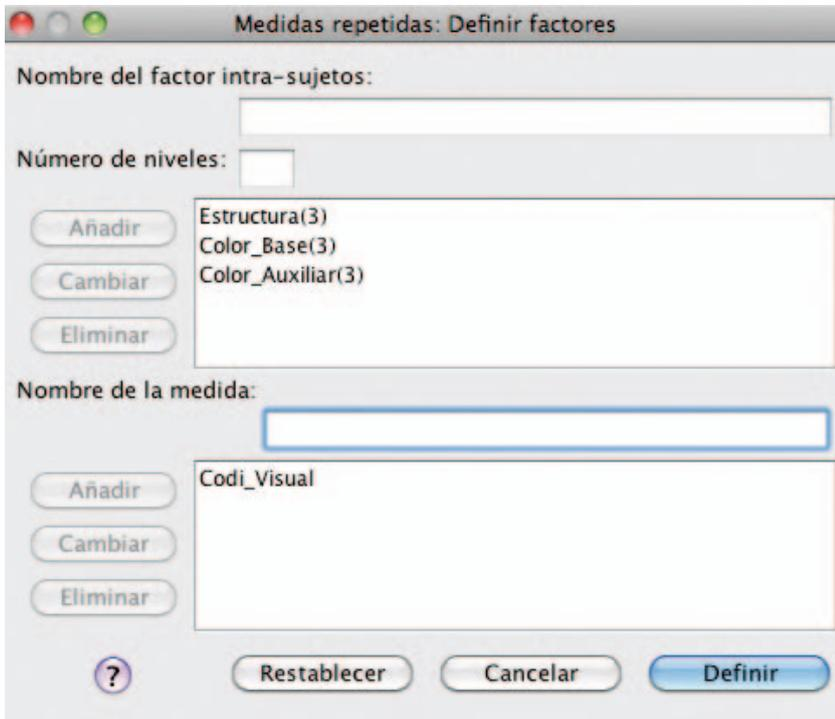 Medidas repetidas: Definir factores
Nombre del factor intra-sujetos:
Número de niveles:
Añadir
Cambiar
Eliminar
Estructura(3)
Color_Base(3)
Color_Auxiliar(3)
Nombre de la medida:
Añadir
Cambiar
Eliminar
Codi_Visual
?
Restablecer
Cancelar
Definir